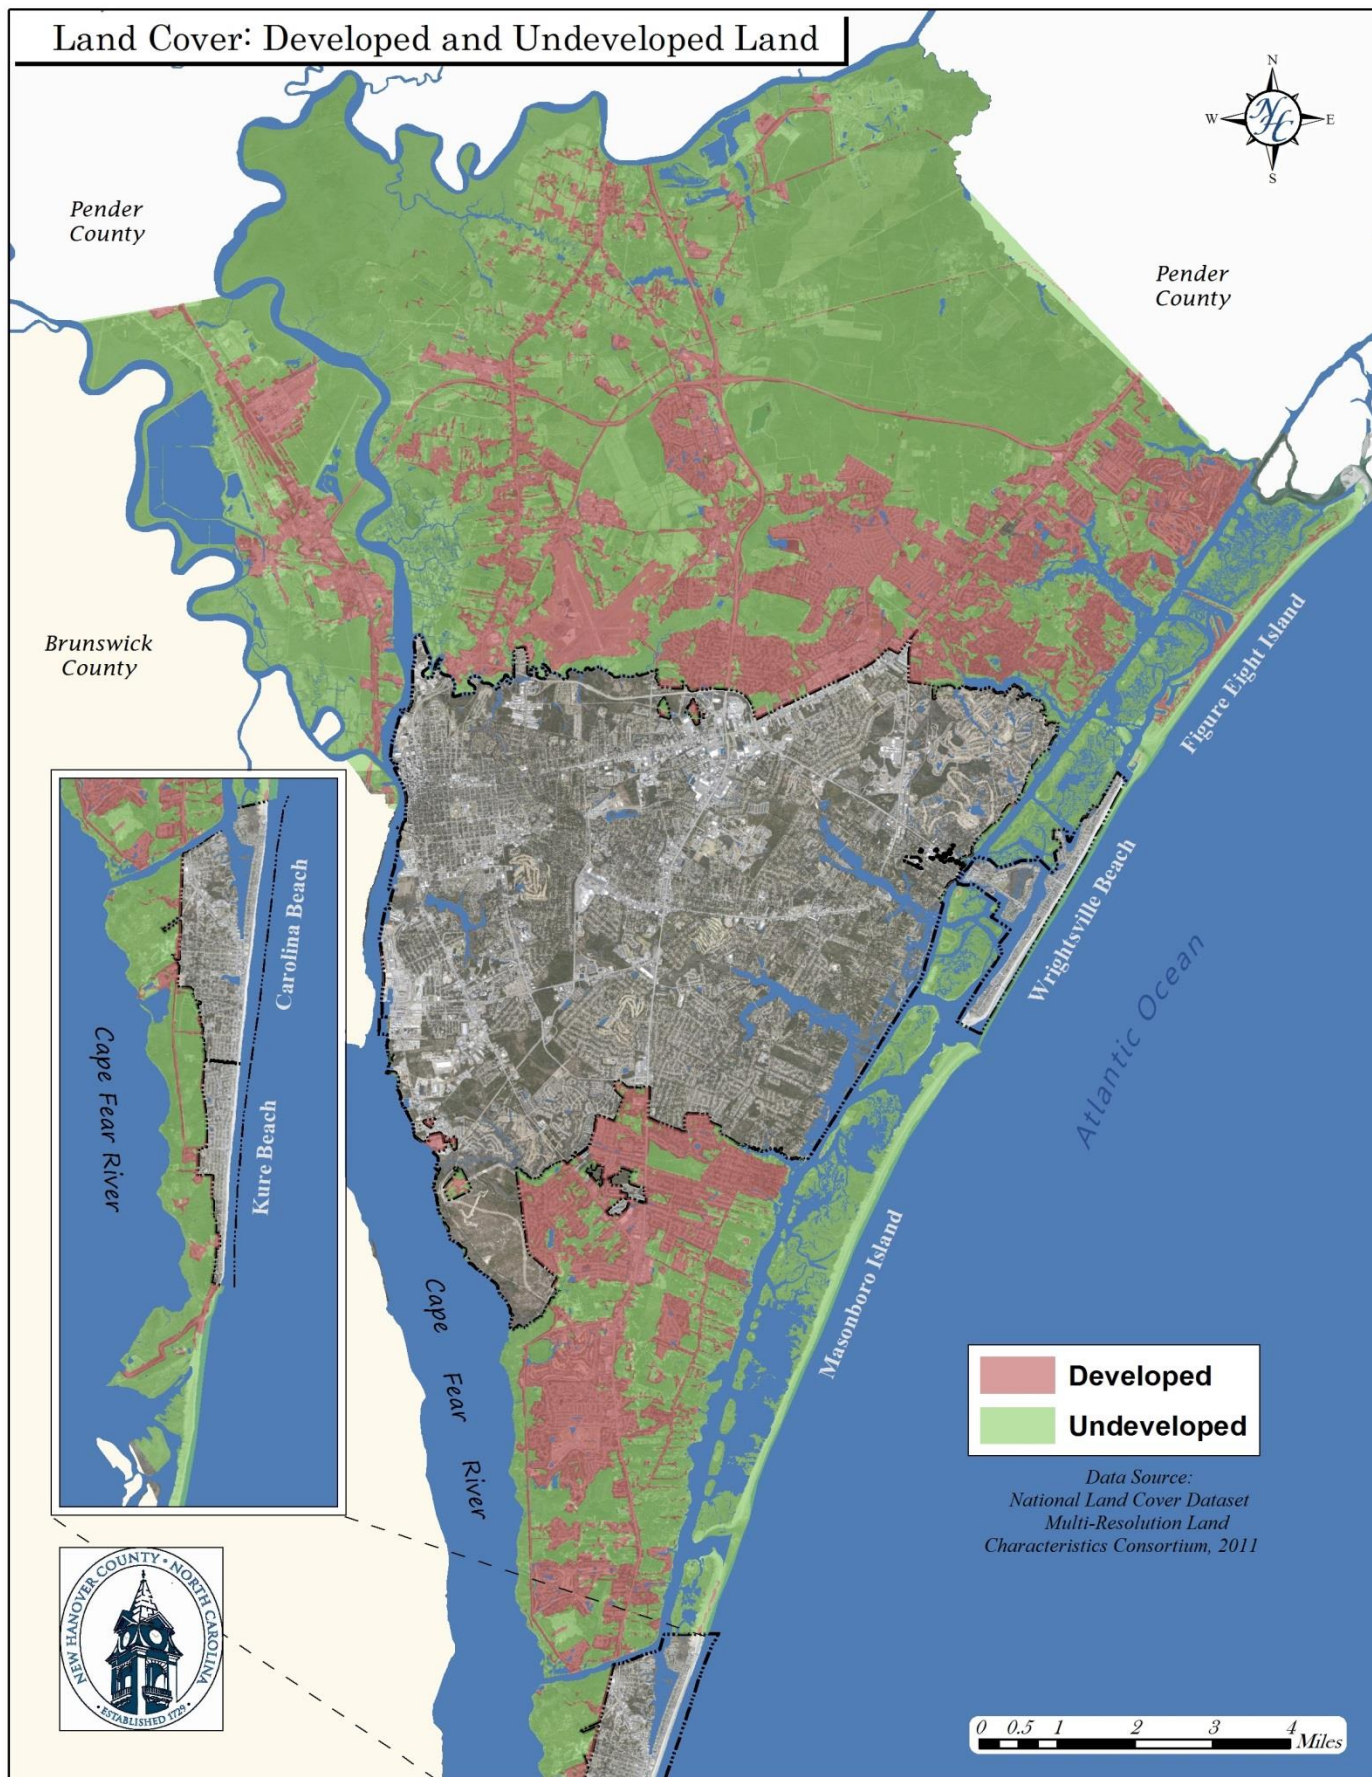 Land Cover: Developed and Undeveloped Land
N
W
NHC
E
S
Pender
County
Pender
County
Brunswick
County
Figure Eight Island
Wrightsville Beach
Atlantic Ocean
Masonboro Island
Carolina Beach
Cape Fear River
Kure Beach
Cape
Fear
River
Developed
Undeveloped
Data Source:
National Land Cover Dataset
Multi-Resolution Land
Characteristics Consortium, 2011
NEW HANOVER COUNTY • NORTH CAROLINA
• ESTABLISHED 1729 •
0 0.5 1 2 3 4
Miles